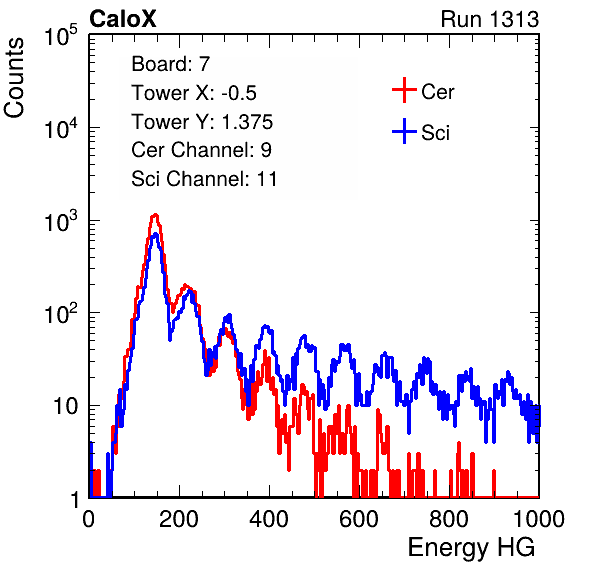 CaloX Run 1313
Board: 7
Tower X: -0.5
Tower Y: 1.375
Cer Channel: 9
Sci Channel: 11
Cer
Sci
Counts
10^5
10^4
10^3
10^2
10
1
0 200 400 600 800 1000
Energy HG